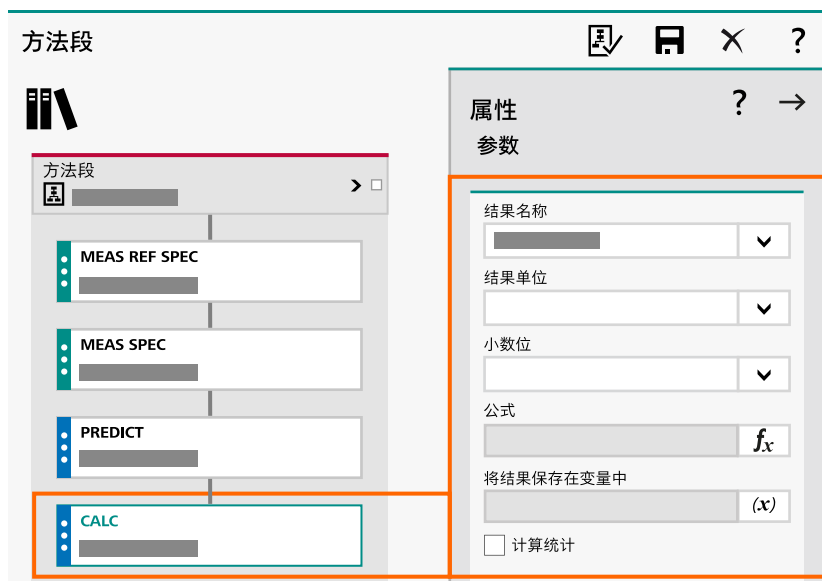 方法段
?
属性
?
参数
方法段
结果名称
MEAS REF SPEC
结果单位
MEAS SPEC
小数位
PREDICT
公式
fx
将结果保存在变量中
(x)
CALC
计算统计